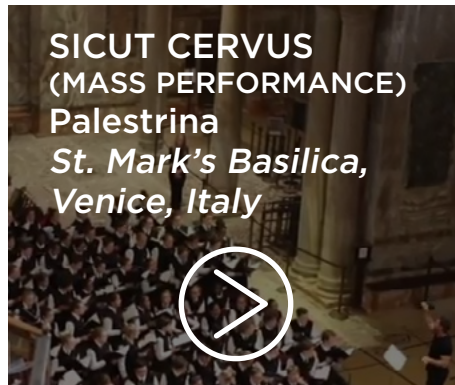 SICUT CERVUS
(MASS PERFORMANCE)
Palestrina
St. Mark's Basilica,
Venice, Italy